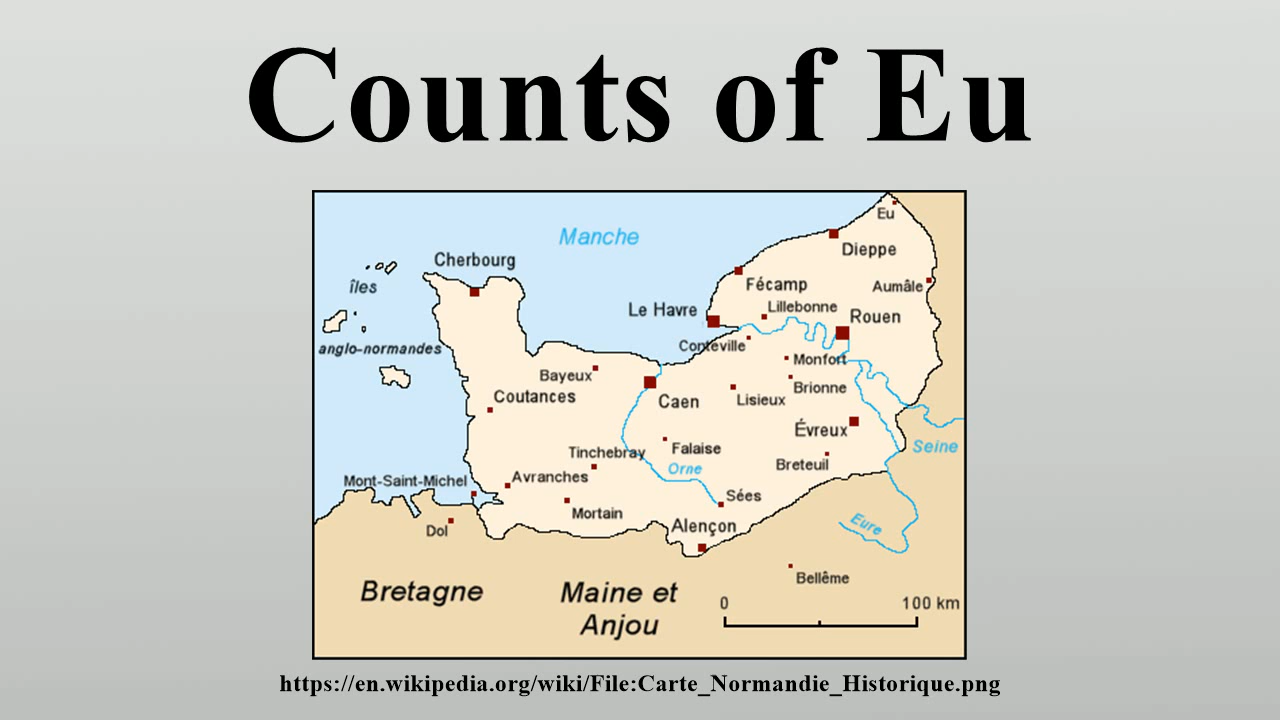 Counts of Eu
Eu
Manche
Dieppe
Cherbourg
îles
Fécamp
Aumâle
Lillebonne
Le Havre
Rouen
anglo-normandes
Conteville
Monfort
Bayeux
Brionne
Coutances
Lisieux
Caen
Évreux
Seine
Falaise
Tinchebray
Breteuil
Orne
Mont-Saint-Michel
Avranches
Sées
Mortain
Alençon
Eure
Dol
Bellême
Bretagne
Maine et
Anjou
0 100 km
https://en.wikipedia.org/wiki/File:Carte_Normandie_Historique.png